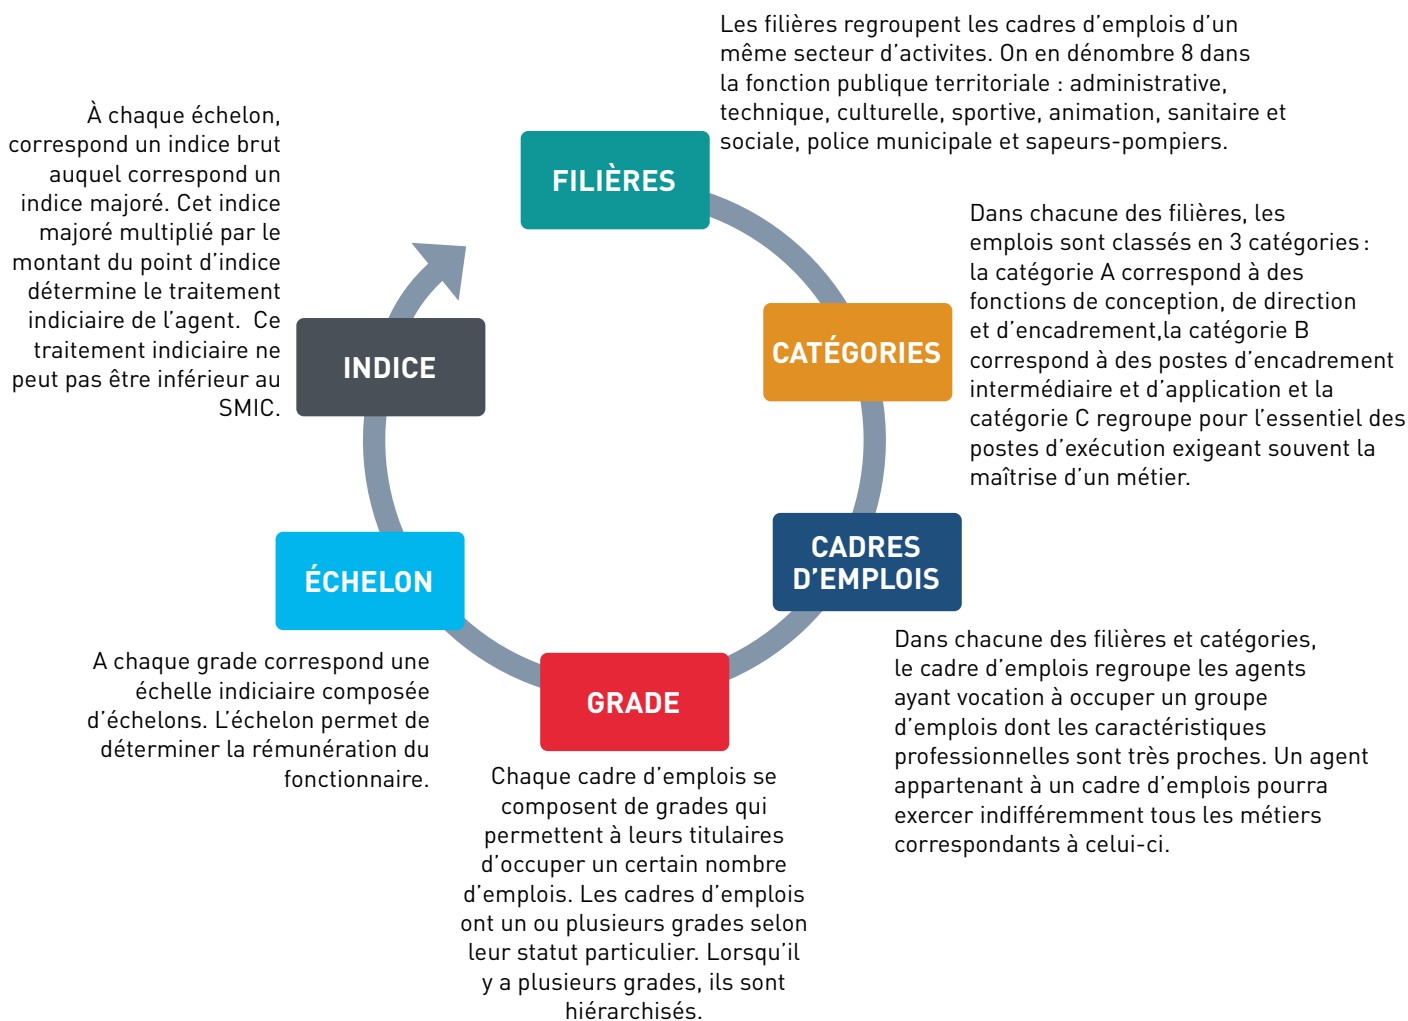 Les filières regroupent les cadres d’emplois d’un
même secteur d’activites. On en dénombre 8 dans
la fonction publique territoriale : administrative,
technique, culturelle, sportive, animation, sanitaire et
sociale, police municipale et sapeurs-pompiers.
FILIÈRES
Dans chacune des filières, les
emplois sont classés en 3 catégories :
la catégorie A correspond à des
fonctions de conception, de direction
et d’encadrement,la catégorie B
correspond à des postes d’encadrement
intermédiaire et d’application et la
catégorie C regroupe pour l’essentiel des
postes d’exécution exigeant souvent la
maîtrise d’un métier.
CATÉGORIES
CADRES
D’EMPLOIS
Dans chacune des filières et catégories,
le cadre d’emplois regroupe les agents
ayant vocation à occuper un groupe
d’emplois dont les caractéristiques
professionnelles sont très proches. Un agent
appartenant à un cadre d’emplois pourra
exercer indifféremment tous les métiers
correspondants à celui-ci.
GRADE
Chaque cadre d’emplois se
composent de grades qui
permettent à leurs titulaires
d’occuper un certain nombre
d’emplois. Les cadres d’emplois
ont un ou plusieurs grades selon
leur statut particulier. Lorsqu’il
y a plusieurs grades, ils sont
hiérarchisés.
ÉCHELON
A chaque grade correspond une
échelle indiciaire composée
d’échelons. L’échelon permet de
déterminer la rémunération du
fonctionnaire.
INDICE
À chaque échelon,
correspond un indice brut
auquel correspond un
indice majoré. Cet indice
majoré multiplié par le
montant du point d’indice
détermine le traitement
indiciaire de l’agent.  Ce
traitement indiciaire ne
peut pas être inférieur au
SMIC.